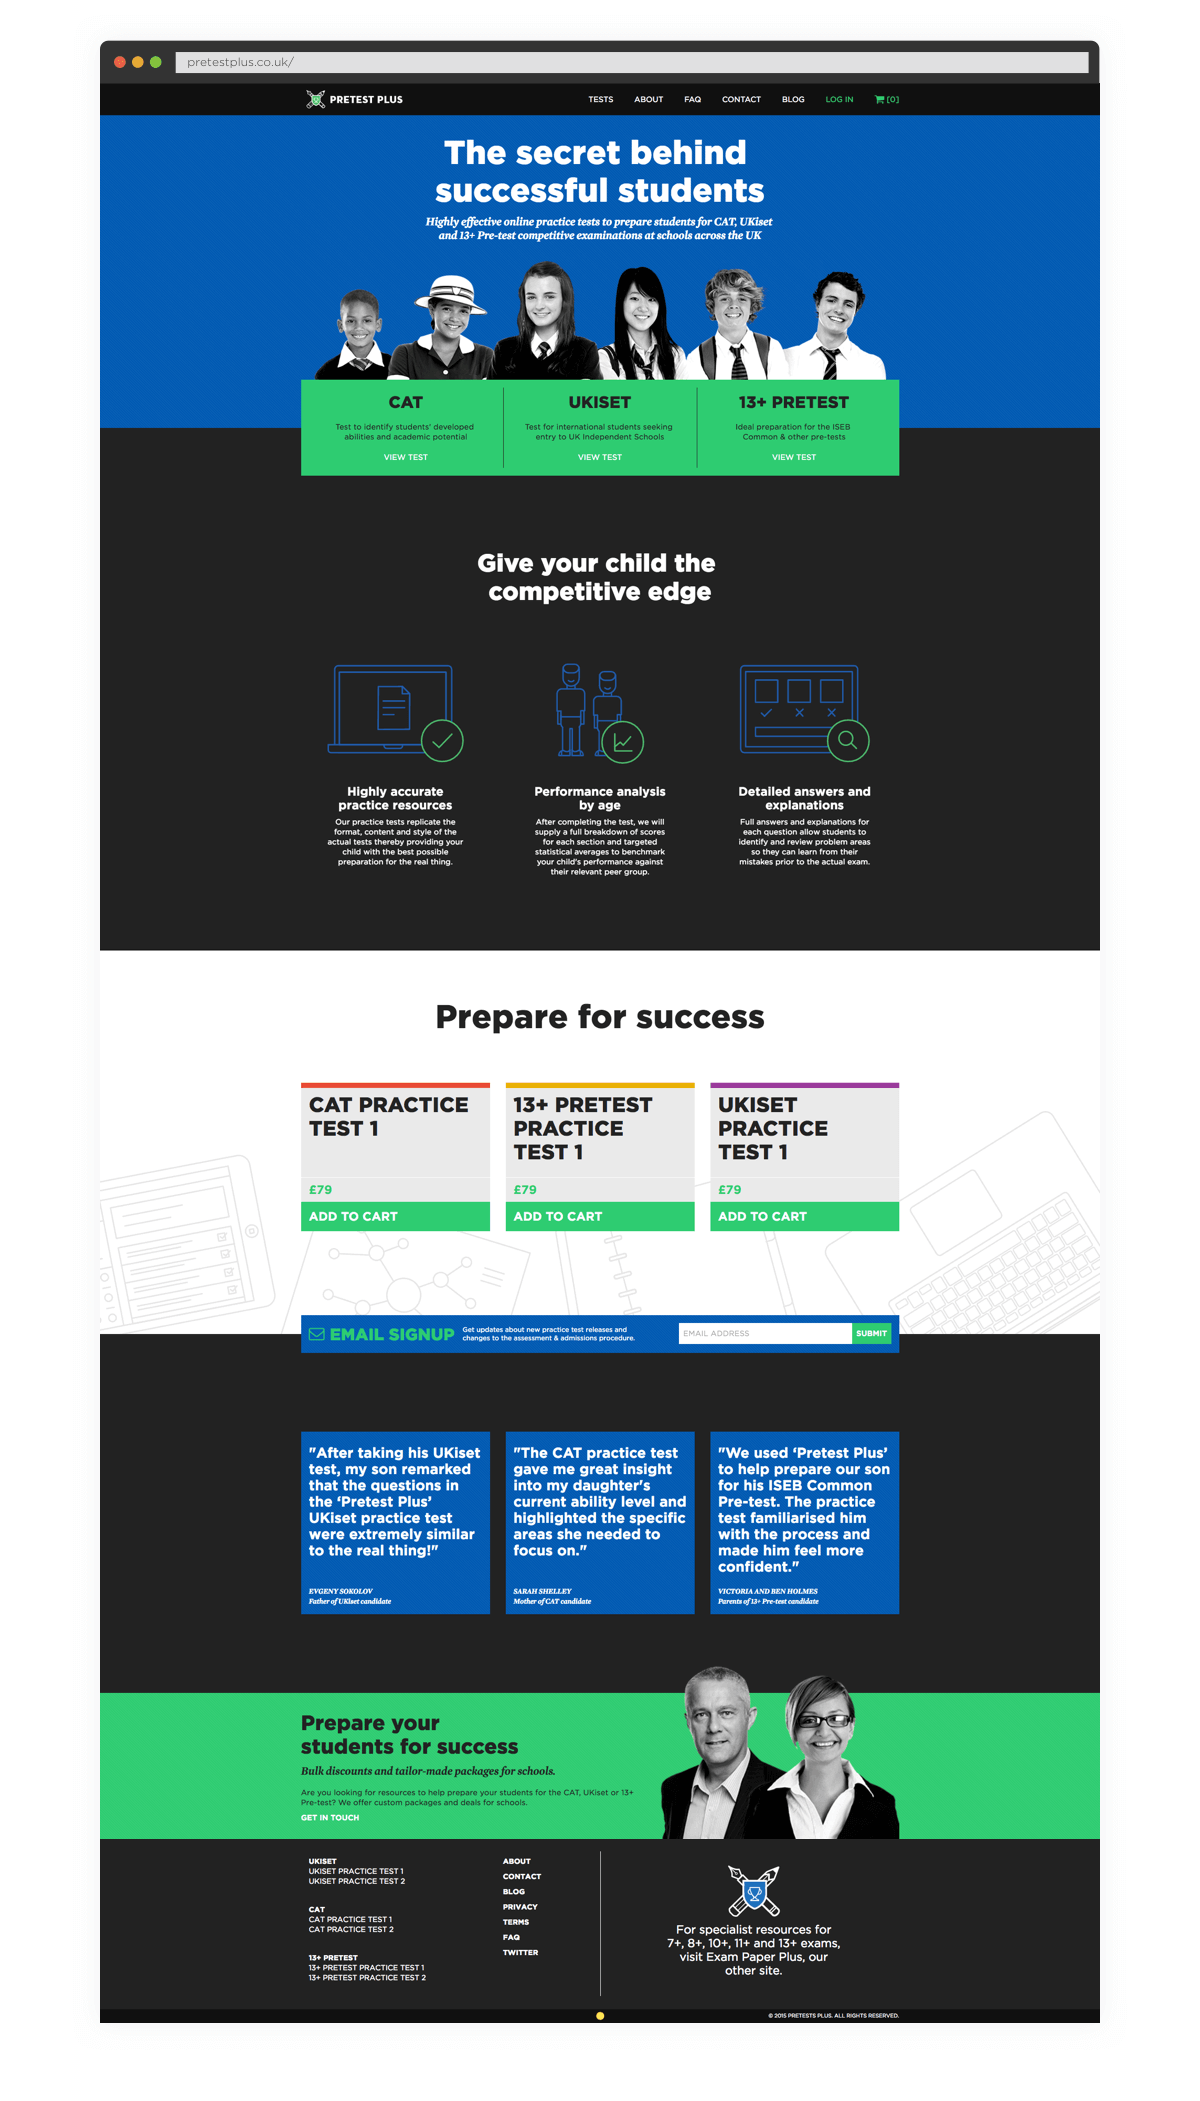 pretestplus.co.uk/
PRETEST PLUS
TESTS
ABOUT
FAQ
CONTACT
BLOG
LOG IN
[0]
The secret behind
successful students
Highly effective online practice tests to prepare students for CAT, UKiset
and 13+ Pre-test competitive examinations at schools across the UK
CAT
Test to identify students' developed
abilities and academic potential
VIEW TEST
UKISET
Test for international students seeking
entry to UK Independent Schools
VIEW TEST
13+ PRETEST
Ideal preparation for the ISEB
Common & other pre-tests
VIEW TEST
Give your child the
competitive edge
Highly accurate
practice resources
Our practice tests replicate the
format, content and style of the
actual tests thereby providing your
child with the best possible
preparation for the real thing.
Performance analysis
by age
After completing the test, we will
supply a full breakdown of scores
for each section and targeted
statistical averages to benchmark
your child's performance against
their relevant peer group.
Detailed answers and
explanations
Full answers and explanations for
each question allow students to
identify and review problem areas
so they can learn from their
mistakes prior to the actual exam.
Prepare for success
CAT PRACTICE
TEST 1
£79
ADD TO CART
13+ PRETEST
PRACTICE
TEST 1
£79
ADD TO CART
UKISET
PRACTICE
TEST 1
£79
ADD TO CART
EMAIL SIGNUP
Get updates about new practice test releases and
changes to the assessment & admissions procedure.
EMAIL ADDRESS
SUBMIT
"After taking his UKiset
test, my son remarked
that the questions in
the ‘Pretest Plus’
UKiset practice test
were extremely similar
to the real thing!"
EVGENY SOKOLOV
Father of UKiset candidate
"The CAT practice test
gave me great insight
into my daughter's
current ability level and
highlighted the specific
areas she needed to
focus on."
SARAH SHELLEY
Mother of CAT candidate
"We used ‘Pretest Plus’
to help prepare our son
for his ISEB Common
Pre-test. The practice
test familiarised him
with the process and
made him feel more
confident."
VICTORIA AND BEN HOLMES
Parents of 13+ Pre-test candidate
Prepare your
students for success
Bulk discounts and tailor-made packages for schools.
Are you looking for resources to help prepare your students for the CAT, UKiset or 13+
Pre-test? We offer custom packages and deals for schools.
GET IN TOUCH
UKISET
UKISET PRACTICE TEST 1
UKISET PRACTICE TEST 2
CAT
CAT PRACTICE TEST 1
CAT PRACTICE TEST 2
13+ PRETEST
13+ PRETEST PRACTICE TEST 1
13+ PRETEST PRACTICE TEST 2
ABOUT
CONTACT
BLOG
PRIVACY
TERMS
FAQ
TWITTER
For specialist resources for
7+, 8+, 10+, 11+ and 13+ exams,
visit Exam Paper Plus, our
other site.
© 2015 PRETESTS PLUS. ALL RIGHTS RESERVED.